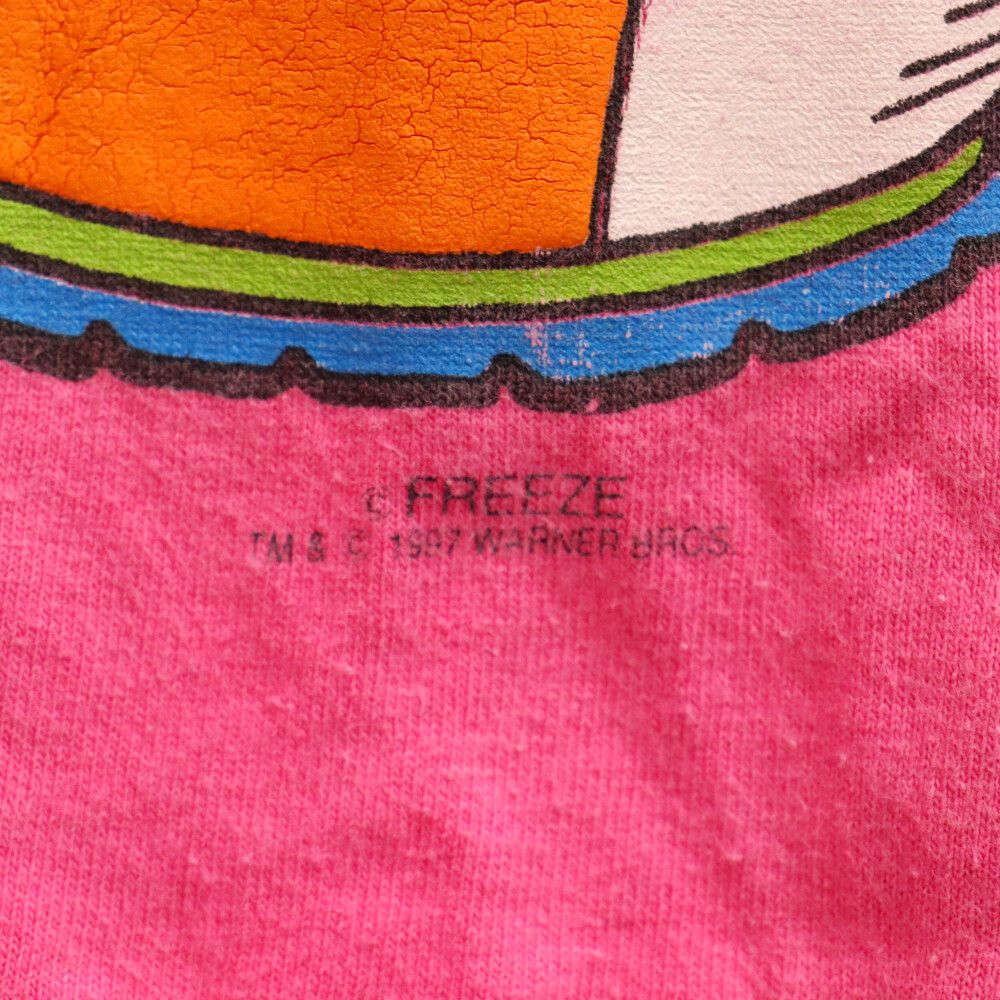 © FREEZE
TM & © 1997 WARNER BROS.